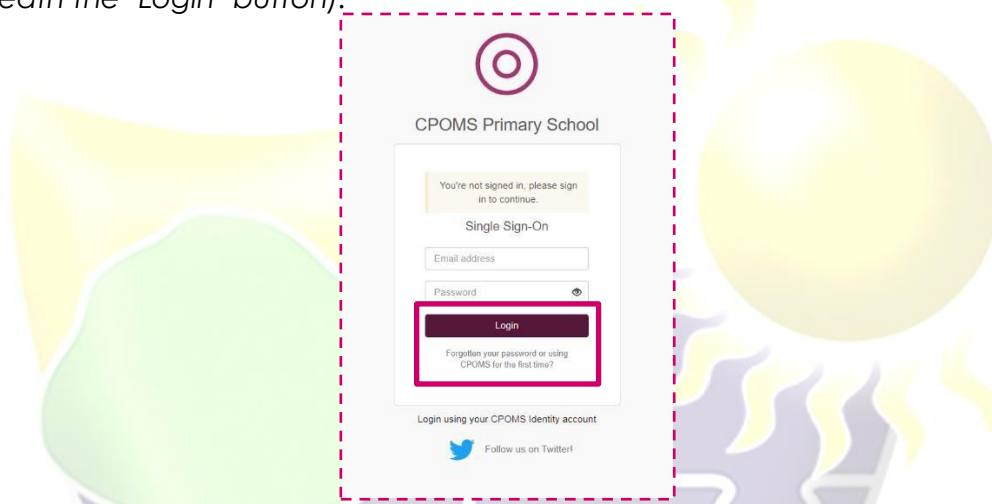 eath the "Login" button).
CPOMS Primary School
You're not signed in, please sign
in to continue.
Single Sign-On
Email address
Password
Login
Forgotten your password or using
CPOMS for the first time?
Login using your CPOMS Identity account
Follow us on Twitter!